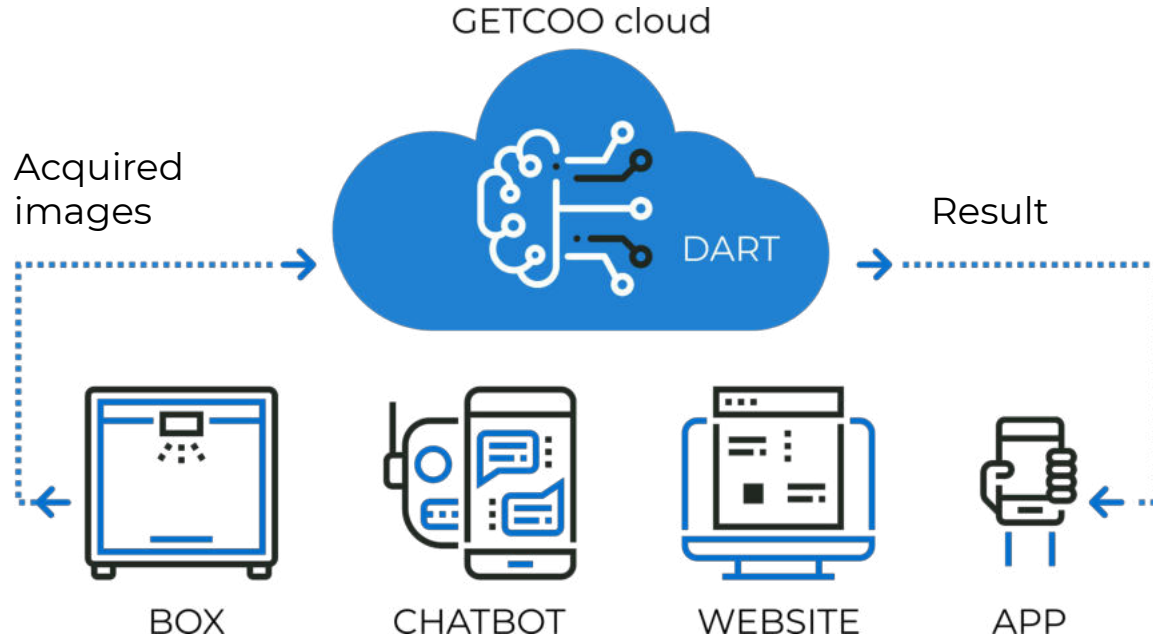 GETCOO cloud
Acquired
images
Result
DART
BOX
CHATBOT
WEBSITE
APP